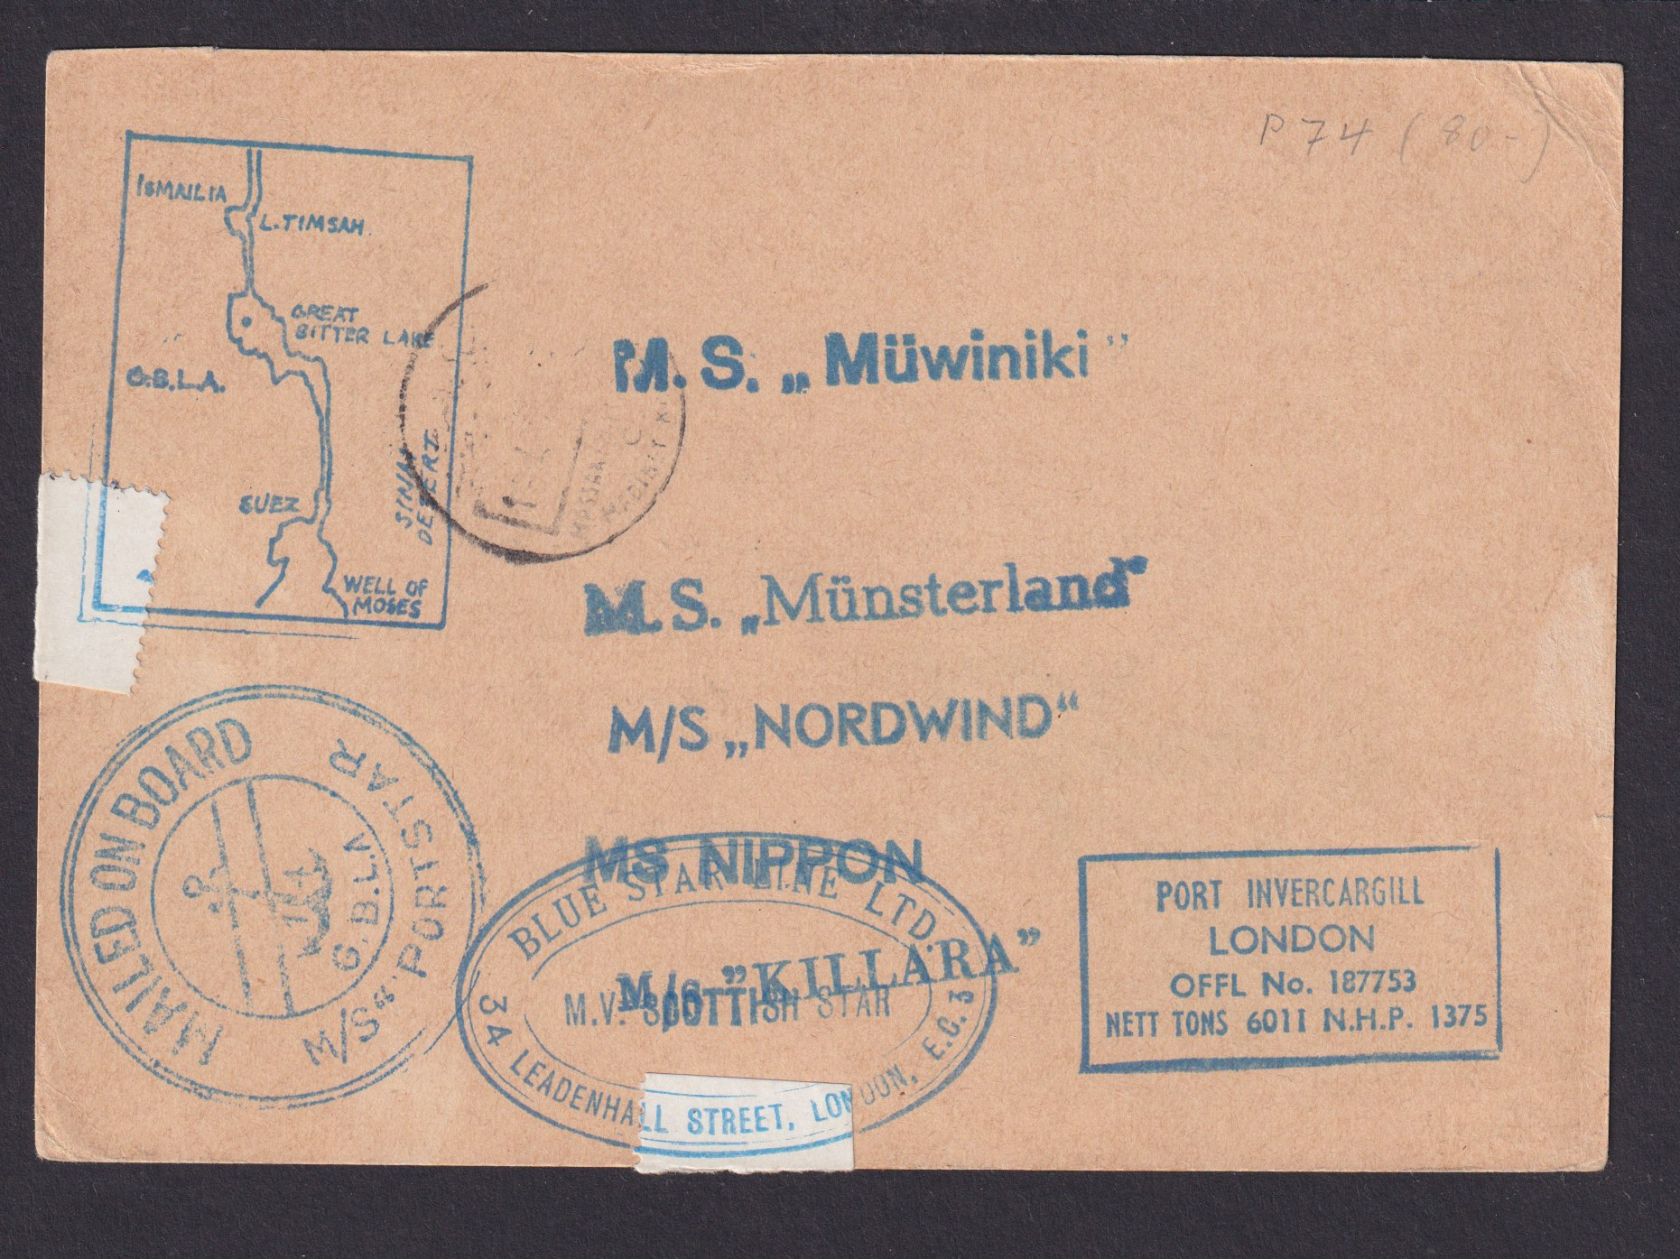 P 74 (80-)
ISMAILIA
L. TIMSAH.
GREAT
BITTER LAKE
G.B.L.A.
SINAI
DESERT
SUEZ
WELL OF
MOSES
M. S. „Müwiniki"
M.S. „Münsterland"
M/S „NORDWIND“
MS NIPPON
M/S "KILLARA"
MAILED ON BOARD
M/S “PORTSTAR
G.B.L.A
BLUE STAR LINE LTD.
M.V. SCOTTISH STAR
34 LEADENHALL STREET, LONDON, E.C.3
PORT INVERCARGILL
LONDON
OFFL No. 187753
NETT TONS 6011 N.H.P. 1375